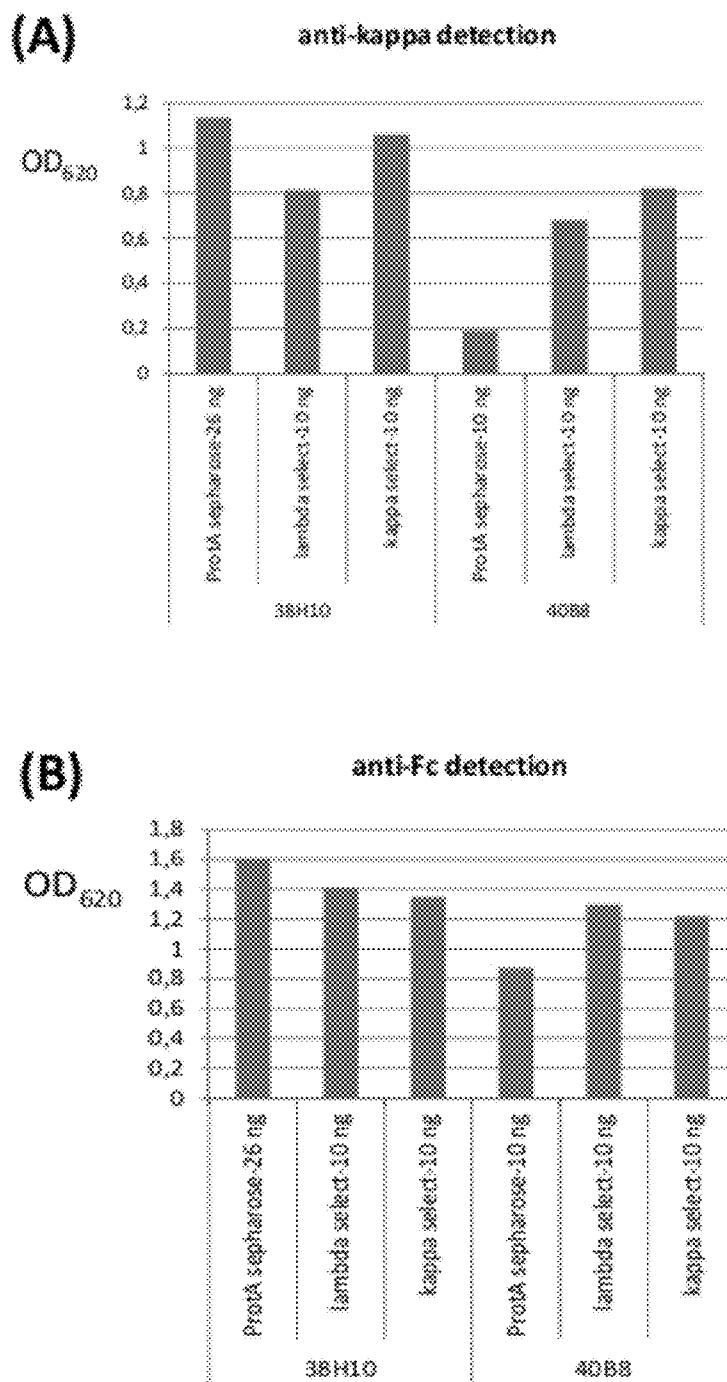 (A)
anti-kappa detection
OD620
1,2
1
0,8
0,6
0,4
0,2
0
ProtA sepharose-26 ng
lambda select-10 ng
kappa select-10 ng
ProtA sepharose-10 ng
lambda select-10 ng
kappa select-10 ng
38H10
40B8
(B)
anti-Fc detection
OD620
1,8
1,6
1,4
1,2
1
0,8
0,6
0,4
0,2
0
ProtA sepharose-26 ng
lambda select-10 ng
kappa select-10 ng
ProtA sepharose-10 ng
lambda select-10 ng
kappa select-10 ng
38H10
40B8